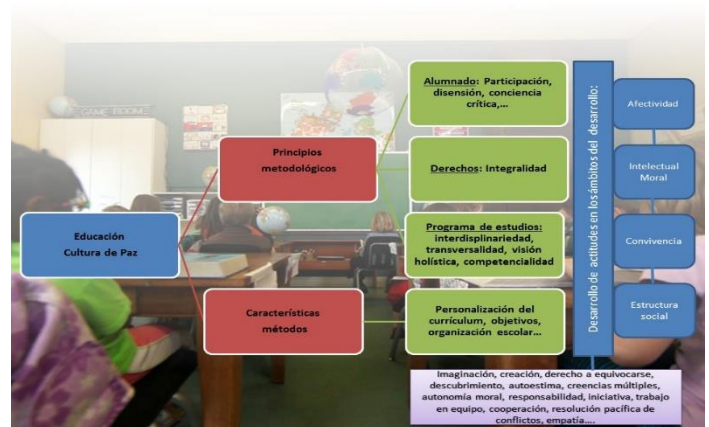 GAME ROOM
Alumnado: Participación,
disensión, conciencia
crítica,...
Principios
metodológicos
Derechos: Integralidad
Educación
Cultura de Paz
Programa de estudios:
interdisplinariedad,
transversalidad, visión
holística, competencialidad
Características
métodos
Personalización del
currículum, objetivos,
organización escolar...
Desarrollo de actitudes en los ámbitos del desarrollo:
Afectividad
Intelectual
Moral
Convivencia
Estructura
social
Imaginación, creación, derecho a equivocarse,
descubrimiento, autoestima, creencias múltiples,
autonomía moral, responsabilidad, iniciativa, trabajo
en equipo, cooperación, resolución pacífica de
conflictos, empatía....